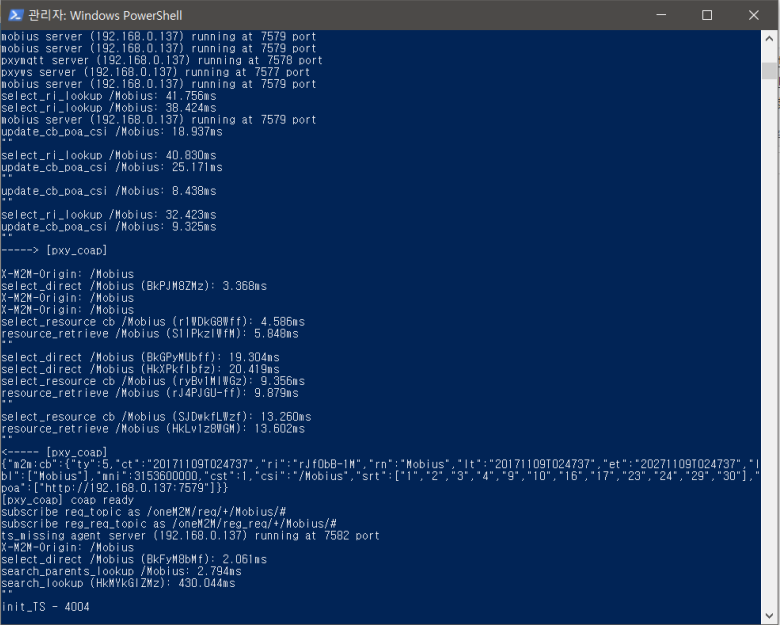 관리자: Windows PowerShell
mobius server (192.168.0.137) running at 7579 port
mobius server (192.168.0.137) running at 7579 port
pxymqtt server (192.168.0.137) running at 7578 port
pxyws server (192.168.0.137) running at 7577 port
mobius server (192.168.0.137) running at 7579 port
select_ri_lookup /Mobius: 41.756ms
select_ri_lookup /Mobius: 38.424ms
mobius server (192.168.0.137) running at 7579 port
update_cb_poa_csi /Mobius: 18.937ms
""
select_ri_lookup /Mobius: 40.830ms
update_cb_poa_csi /Mobius: 25.171ms
""
update_cb_poa_csi /Mobius: 8.438ms
""
select_ri_lookup /Mobius: 32.423ms
update_cb_poa_csi /Mobius: 9.325ms
""
-----> [pxy_coap]
X-M2M-Origin: /Mobius
select_direct /Mobius (BkPJM8ZMz): 3.368ms
X-M2M-Origin: /Mobius
X-M2M-Origin: /Mobius
select_resource cb /Mobius (r1WDkG8Wff): 4.586ms
resource_retrieve /Mobius (S1IPkzIWfM): 5.848ms
""
select_direct /Mobius (BkGPyMUbff): 19.304ms
select_direct /Mobius (HkXPkfIbfz): 20.419ms
select_resource cb /Mobius (ryBv1MIWGz): 9.356ms
resource_retrieve /Mobius (rJ4PJGU-ff): 9.879ms
""
select_resource cb /Mobius (SJDwkfLWzf): 13.260ms
resource_retrieve /Mobius (HkLv1z8WGM): 13.602ms
""
<----- [pxy_coap]
{"m2m:cb":{"ty":5,"ct":"20171109T024737","ri":"rJfObB-1M","rn":"Mobius","lt":"20171109T024737","et":"20271109T024737","l
bl":["Mobius"],"mni":3153600000,"cst":1,"csi":"/Mobius","srt":["1","2","3","4","9","10","16","17","23","24","29","30"],"
poa":["http://192.168.0.137:7579"]}}
[pxy_coap] coap ready
subscribe req_topic as /oneM2M/req/+/Mobius/#
subscribe reg_req_topic as /oneM2M/reg_req/+/Mobius/#
ts_missing agent server (192.168.0.137) running at 7582 port
X-M2M-Origin: /Mobius
select_direct /Mobius (BkFyM8bMf): 2.061ms
search_parents_lookup /Mobius: 2.794ms
search_lookup (HkMYkGIZMz): 430.044ms
""
init_TS - 4004